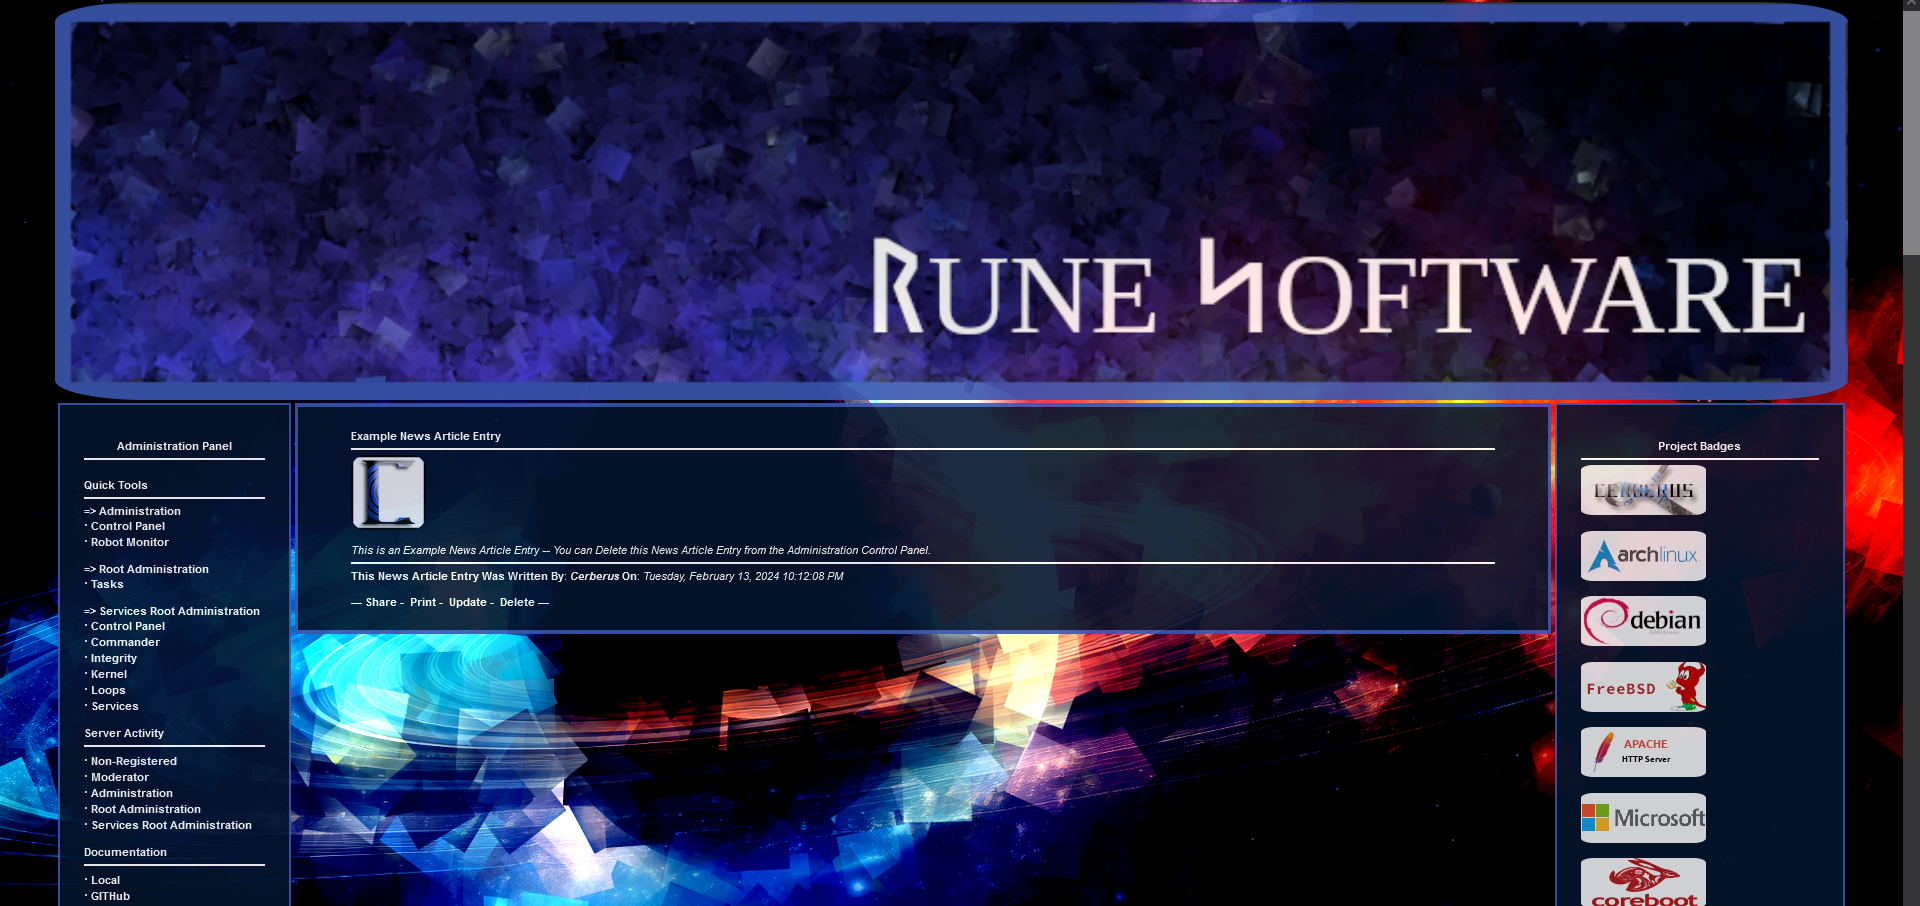 RUNE SOFTWARE
Administration Panel
Quick Tools
=> Administration
· Control Panel
· Robot Monitor
=> Root Administration
· Tasks
=> Services Root Administration
· Control Panel
· Commander
· Integrity
· Kernel
· Loops
· Services
Server Activity
· Non-Registered
· Moderator
· Administration
· Root Administration
· Services Root Administration
Documentation
· Local
· GITHub
Example News Article Entry
This is an Example News Article Entry -- You can Delete this News Article Entry from the Administration Control Panel.
This News Article Entry Was Written By: Cerberus On: Tuesday, February 13, 2024 10:12:08 PM
— Share - Print - Update - Delete —
Project Badges
CERBERUS
archlinux
debian
FreeBSD
APACHE
HTTP Server
Microsoft
coreboot